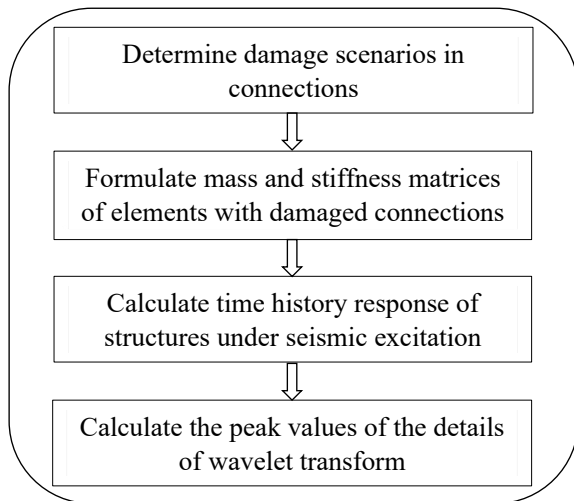 Determine damage scenarios in
connections
Formulate mass and stiffness matrices
of elements with damaged connections
Calculate time history response of
structures under seismic excitation
Calculate the peak values of the details
of wavelet transform